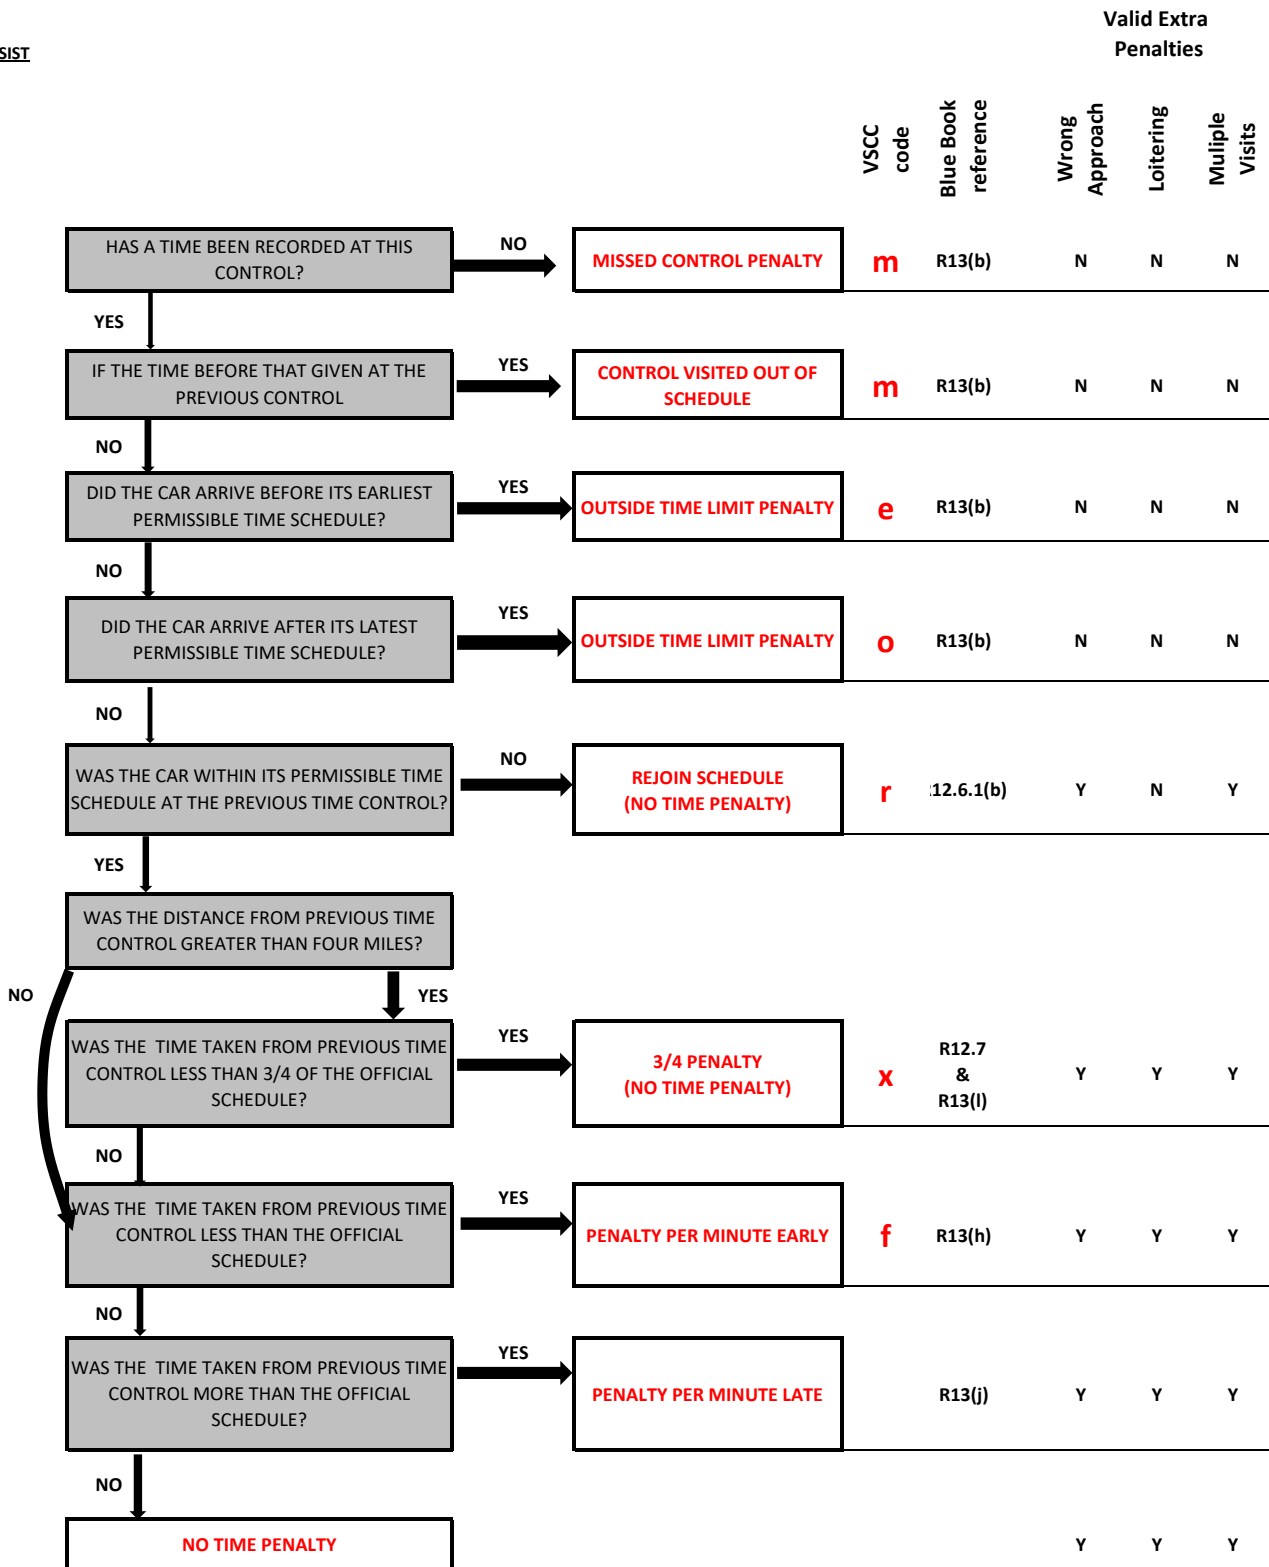 Valid Extra
Penalties
SIST
VSCC
code
Blue Book
reference
Wrong
Approach
Loitering
Muliple
Visits
HAS A TIME BEEN RECORDED AT THIS
CONTROL?
NO
MISSED CONTROL PENALTY
m
R13(b)
N
N
N
YES
IF THE TIME BEFORE THAT GIVEN AT THE
PREVIOUS CONTROL
YES
CONTROL VISITED OUT OF
SCHEDULE
m
R13(b)
N
N
N
NO
DID THE CAR ARRIVE BEFORE ITS EARLIEST
PERMISSIBLE TIME SCHEDULE?
YES
OUTSIDE TIME LIMIT PENALTY
e
R13(b)
N
N
N
NO
DID THE CAR ARRIVE AFTER ITS LATEST
PERMISSIBLE TIME SCHEDULE?
YES
OUTSIDE TIME LIMIT PENALTY
o
R13(b)
N
N
N
NO
WAS THE CAR WITHIN ITS PERMISSIBLE TIME
SCHEDULE AT THE PREVIOUS TIME CONTROL?
NO
REJOIN SCHEDULE
(NO TIME PENALTY)
r
12.6.1(b)
Y
N
Y
YES
WAS THE DISTANCE FROM PREVIOUS TIME
CONTROL GREATER THAN FOUR MILES?
NO
YES
WAS THE TIME TAKEN FROM PREVIOUS TIME
CONTROL LESS THAN 3/4 OF THE OFFICIAL
SCHEDULE?
YES
3/4 PENALTY
(NO TIME PENALTY)
x
R12.7
&
R13(l)
Y
Y
Y
NO
WAS THE TIME TAKEN FROM PREVIOUS TIME
CONTROL LESS THAN THE OFFICIAL
SCHEDULE?
YES
PENALTY PER MINUTE EARLY
f
R13(h)
Y
Y
Y
NO
WAS THE TIME TAKEN FROM PREVIOUS TIME
CONTROL MORE THAN THE OFFICIAL
SCHEDULE?
YES
PENALTY PER MINUTE LATE
R13(j)
Y
Y
Y
NO
NO TIME PENALTY
Y
Y
Y